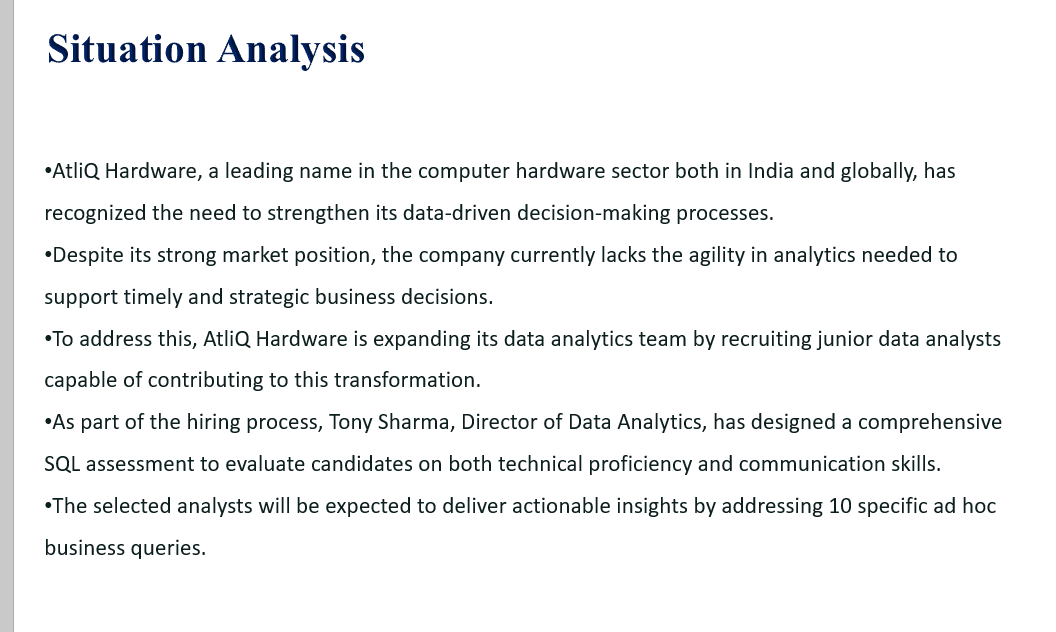 Situation Analysis
•AtliQ Hardware, a leading name in the computer hardware sector both in India and globally, has
recognized the need to strengthen its data-driven decision-making processes.
•Despite its strong market position, the company currently lacks the agility in analytics needed to
support timely and strategic business decisions.
•To address this, AtliQ Hardware is expanding its data analytics team by recruiting junior data analysts
capable of contributing to this transformation.
•As part of the hiring process, Tony Sharma, Director of Data Analytics, has designed a comprehensive
SQL assessment to evaluate candidates on both technical proficiency and communication skills.
•The selected analysts will be expected to deliver actionable insights by addressing 10 specific ad hoc
business queries.